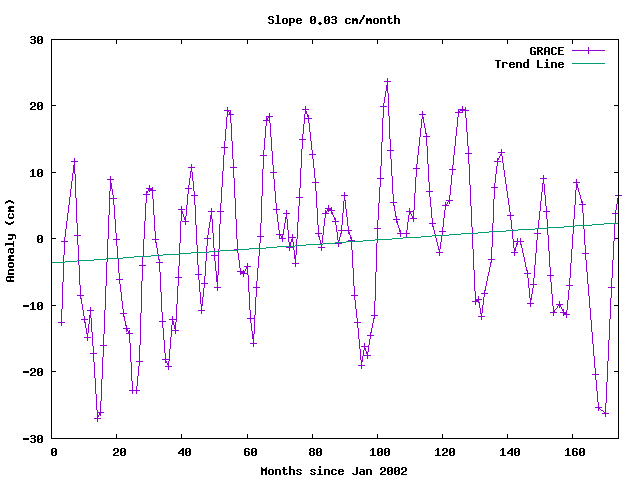 Slope 0.03 cm/month
GRACE
Trend Line
30
20
10
0
-10
-20
-30
Anomaly (cm)
0 20 40 60 80 100 120 140 160
Months since Jan 2002